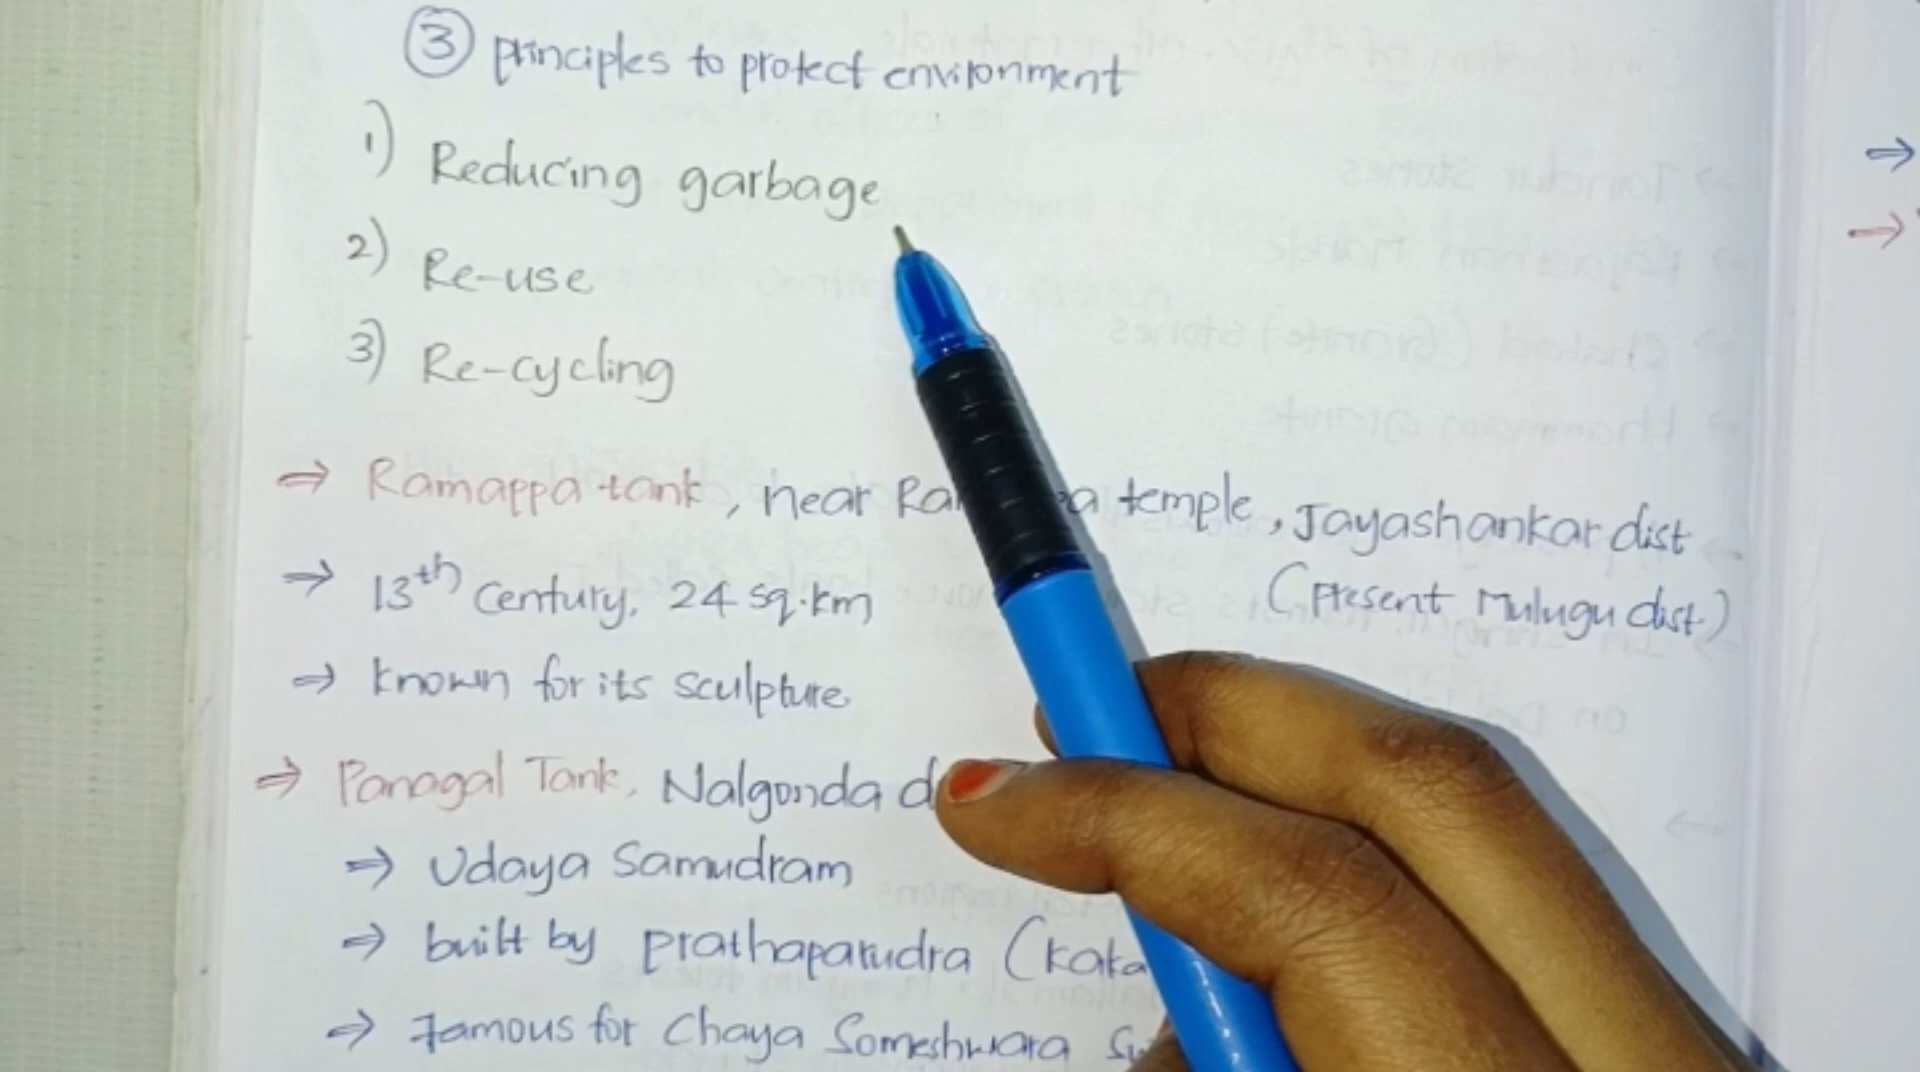 ③ principles to protect environment
1) Reducing garbage
2) Re-use
3) Re-cycling
⇒ Ramappa tank, near temple, Jayashankar dist
(present Mulugu dist.)
⇒ 13th Century, 24 sq.km
⇒ known for its sculpture
⇒ Panagal Tank, Nalgonda
⇒ Udaya Samudram
⇒ built by prathaparudra
⇒ famous for Chaya Someshwara